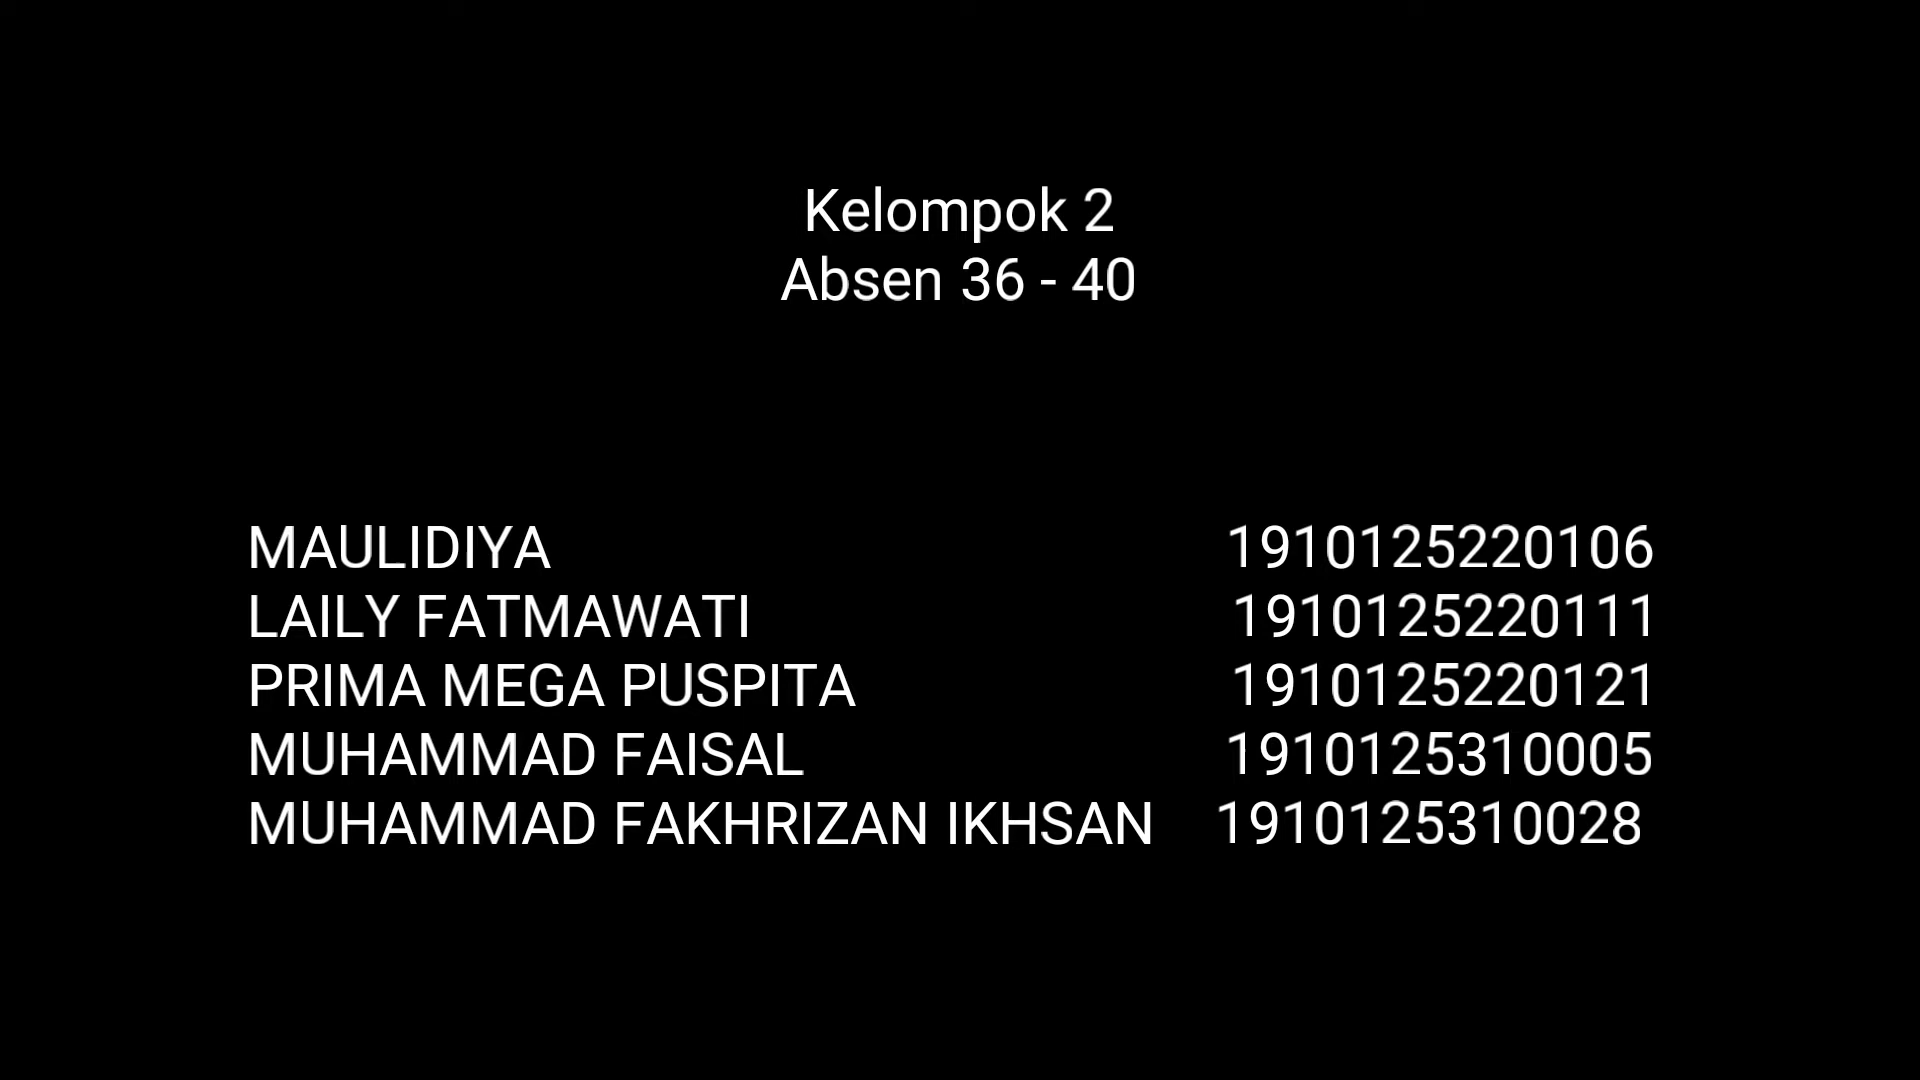 Kelompok 2
Absen 36 - 40
MAULIDIYA 1910125220106
LAILY FATMAWATI 1910125220111
PRIMA MEGA PUSPITA 1910125220121
MUHAMMAD FAISAL 1910125310005
MUHAMMAD FAKHRIZAN IKHSAN 1910125310028